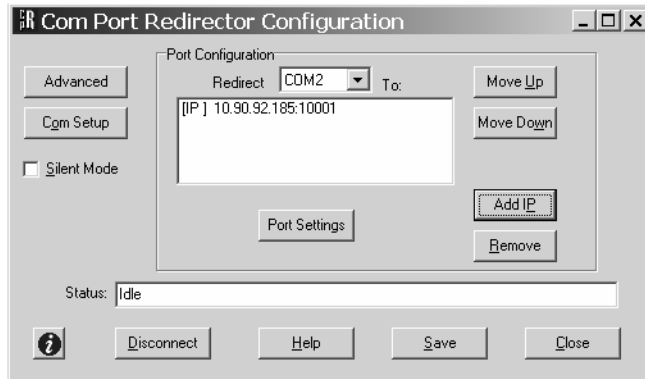 Com Port Redirector Configuration
Port Configuration
Advanced
Redirect COM2 To:
Move Up
[IP ] 10.90.92.185:10001
Com Setup
Move Down
Silent Mode
Add IP
Port Settings
Remove
Status: Idle
Disconnect
Help
Save
Close